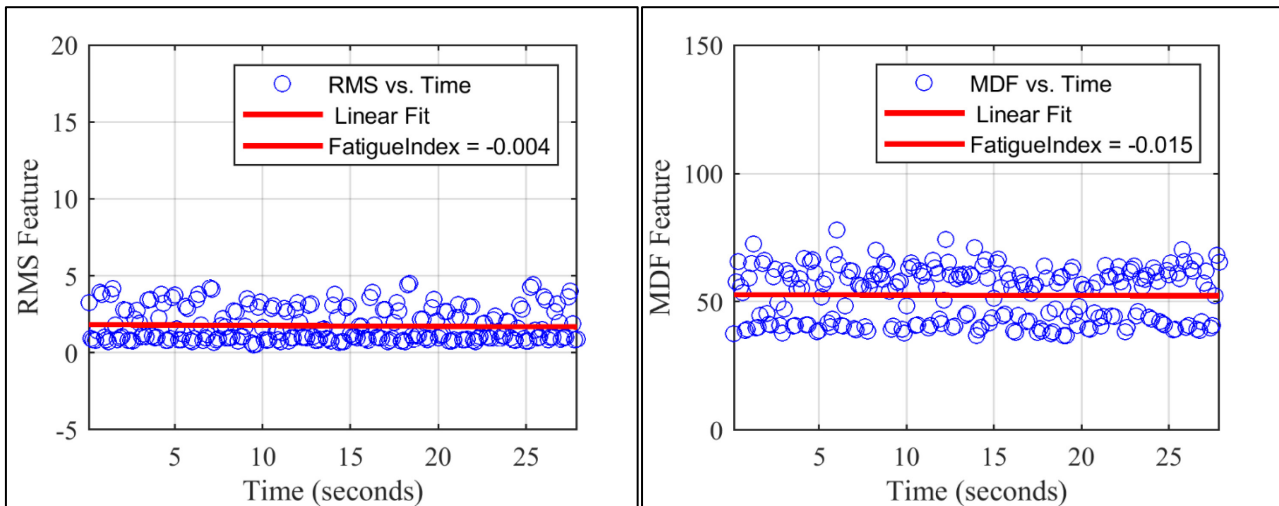 20
15
10
5
0
-5
RMS Feature
RMS vs. Time
Linear Fit
FatigueIndex = -0.004
5
10
15
20
25
Time (seconds)
150
100
50
0
MDF Feature
MDF vs. Time
Linear Fit
FatigueIndex = -0.015
5
10
15
20
25
Time (seconds)